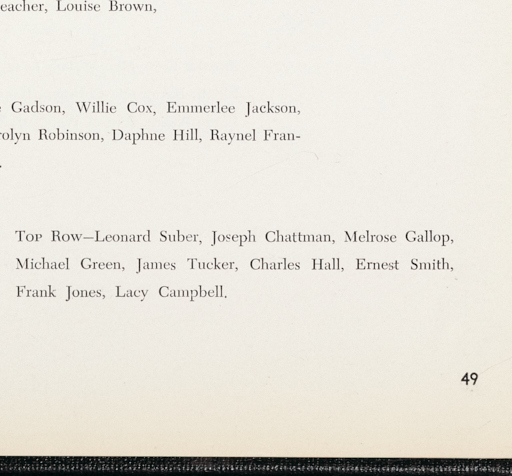 eacher, Louise Brown,
Gadson, Willie Cox, Emmerlee Jackson,
rolyn Robinson, Daphne Hill, Raynel Fran-
Top Row—Leonard Suber, Joseph Chattman, Melrose Gallop,
Michael Green, James Tucker, Charles Hall, Ernest Smith,
Frank Jones, Lacy Campbell.
49